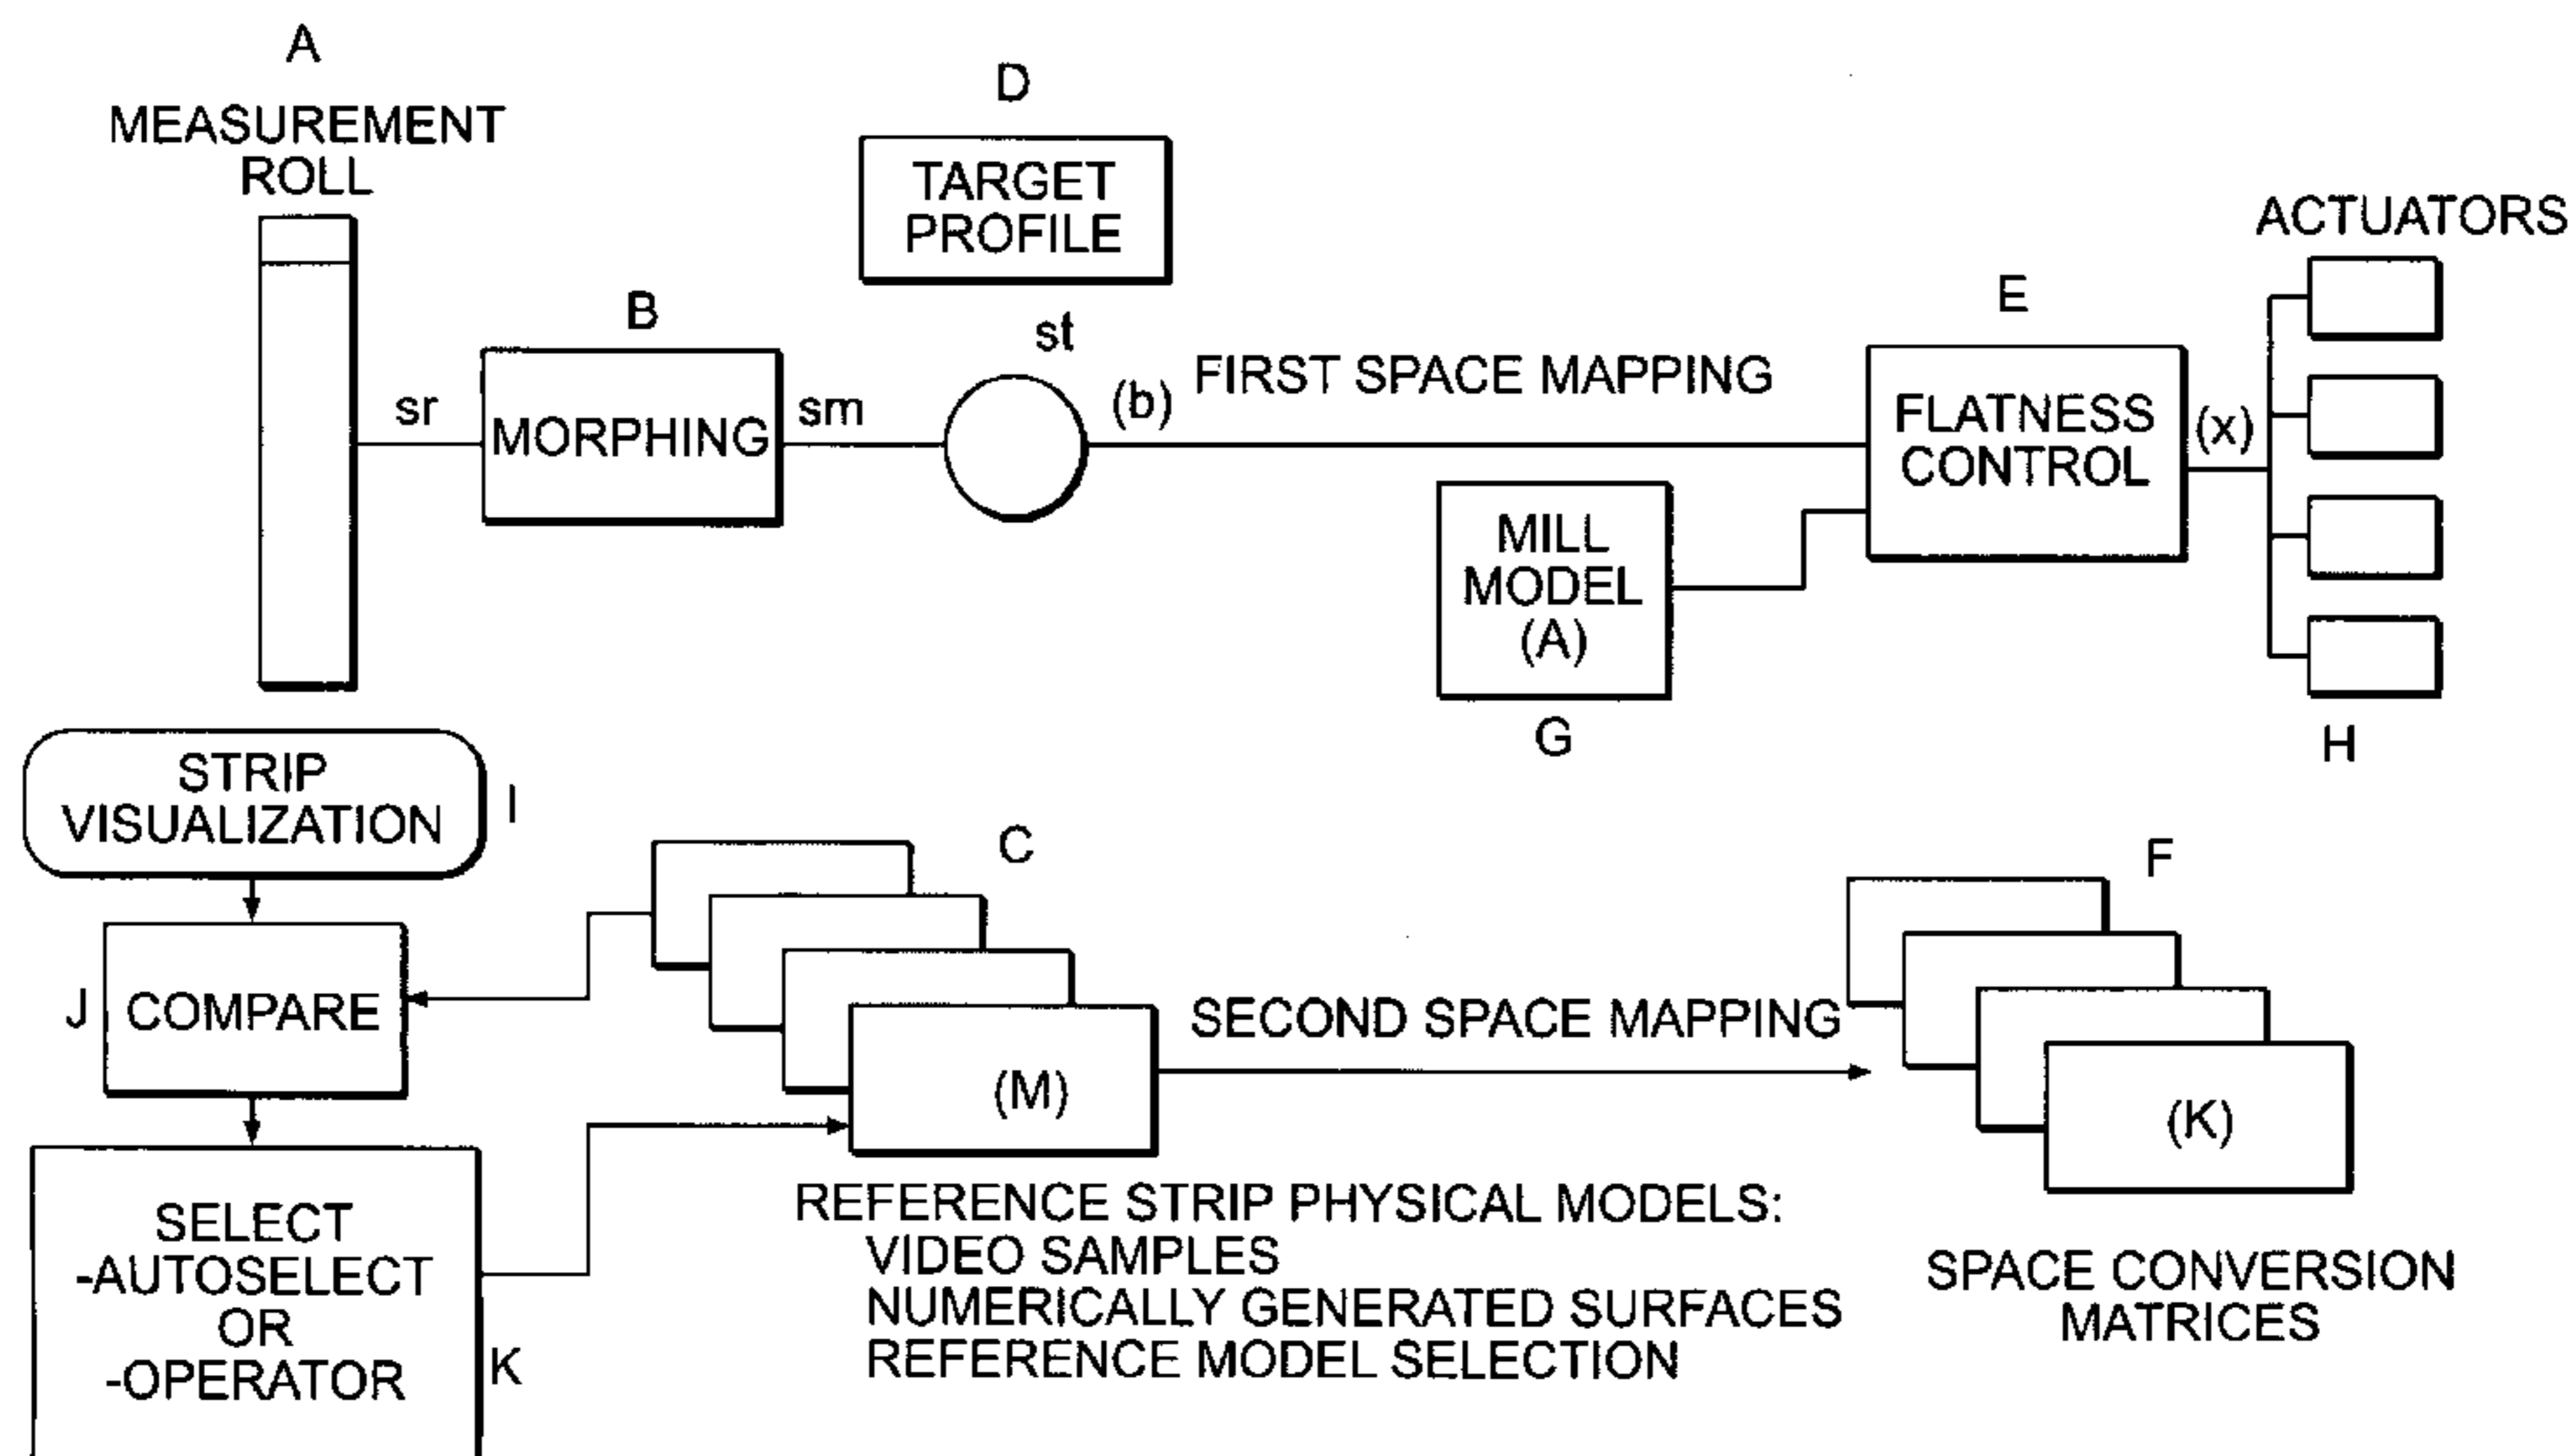 A
MEASUREMENT
ROLL
sr
B
MORPHING
sm
D
TARGET
PROFILE
st
(b)
FIRST SPACE MAPPING
E
FLATNESS
CONTROL
(x)
ACTUATORS
H
MILL
MODEL
(A)
G
STRIP
VISUALIZATION
I
J
COMPARE
SELECT
-AUTOSELECT
OR
-OPERATOR
K
C
(M)
REFERENCE STRIP PHYSICAL MODELS:
VIDEO SAMPLES
NUMERICALLY GENERATED SURFACES
REFERENCE MODEL SELECTION
SECOND SPACE MAPPING
F
(K)
SPACE CONVERSION
MATRICES